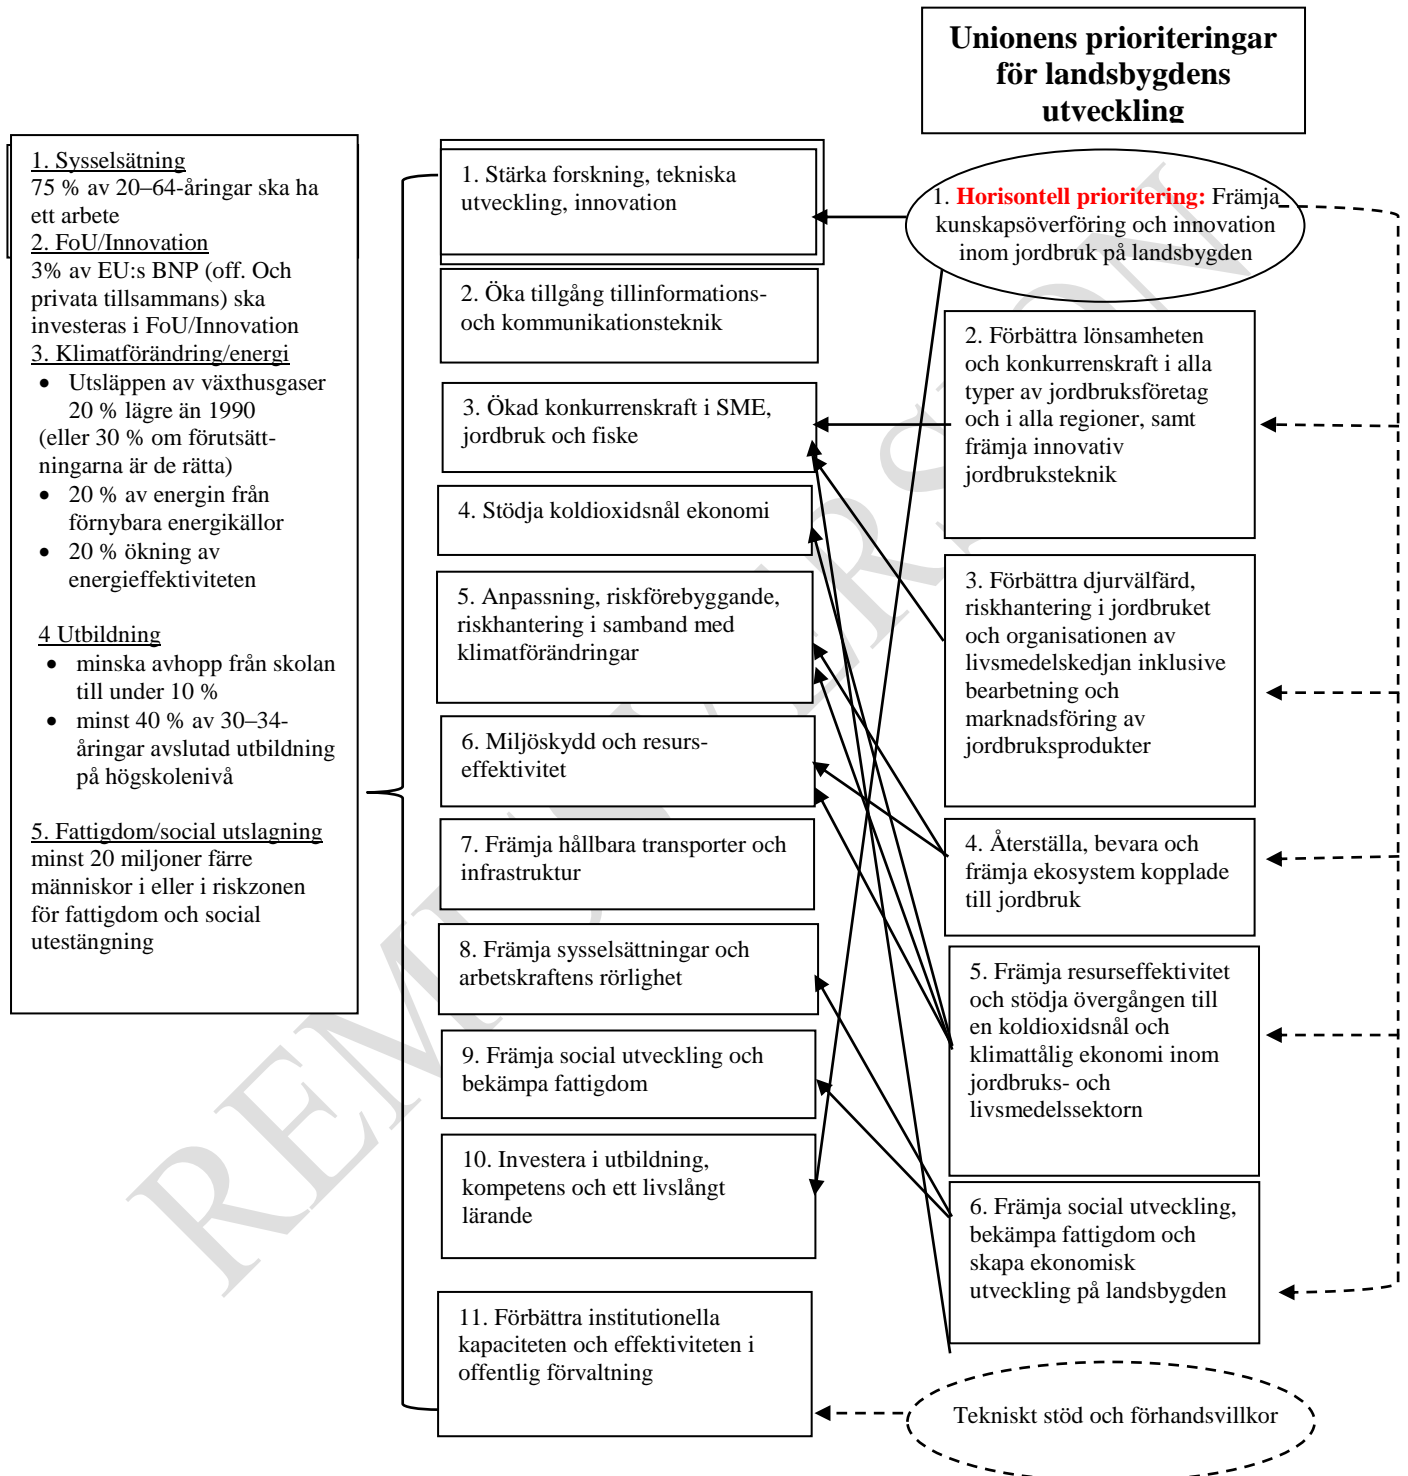 Unionens prioriteringar
för landsbygdens
utveckling
1. Sysselsätning
75 % av 20–64-åringar ska ha
ett arbete
2. FoU/Innovation
3% av EU:s BNP (off. Och
privata tillsammans) ska
investeras i FoU/Innovation
3. Klimatförändring/energi
• Utsläppen av växthusgaser
20 % lägre än 1990
(eller 30 % om förutsätt-
ningarna är de rätta)
• 20 % av energin från
förnybara energikällor
• 20 % ökning av
energieffektiviteten
4 Utbildning
• minska avhopp från skolan
till under 10 %
• minst 40 % av 30–34-
åringar avslutad utbildning
på högskolenivå
5. Fattigdom/social utslagning
minst 20 miljoner färre
människor i eller i riskzonen
för fattigdom och social
utestängning
1. Stärka forskning, tekniska
utveckling, innovation
2. Öka tillgång tillinformations-
och kommunikationsteknik
3. Ökad konkurrenskraft i SME,
jordbruk och fiske
4. Stödja koldioxidsnål ekonomi
5. Anpassning, riskförebyggande,
riskhantering i samband med
klimatförändringar
6. Miljöskydd och resurs-
effektivitet
7. Främja hållbara transporter och
infrastruktur
8. Främja sysselsättningar och
arbetskraftens rörlighet
9. Främja social utveckling och
bekämpa fattigdom
10. Investera i utbildning,
kompetens och ett livslångt
lärande
11. Förbättra institutionella
kapaciteten och effektiviteten i
offentlig förvaltning
1. Horisontell prioritering: Främja
kunskapsöverföring och innovation
inom jordbruk på landsbygden
2. Förbättra lönsamheten
och konkurrenskraft i alla
typer av jordbruksföretag
och i alla regioner, samt
främja innovativ
jordbruksteknik
3. Förbättra djurvälfärd,
riskhantering i jordbruket
och organisationen av
livsmedelskedjan inklusive
bearbetning och
marknadsföring av
jordbruksprodukter
4. Återställa, bevara och
främja ekosystem kopplade
till jordbruk
5. Främja resurseffektivitet
och stödja övergången till
en koldioxidsnål och
klimattålig ekonomi inom
jordbruks- och
livsmedelssektorn
6. Främja social utveckling,
bekämpa fattigdom och
skapa ekonomisk
utveckling på landsbygden
Tekniskt stöd och förhandsvillkor